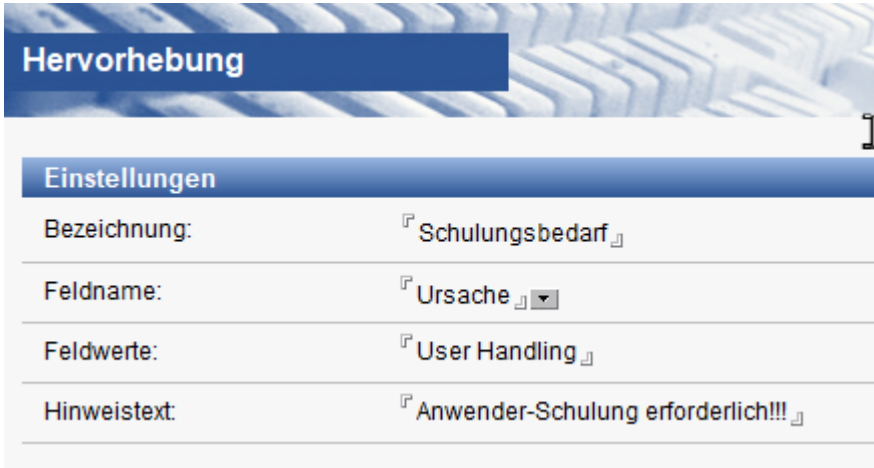 Hervorhebung
Einstellungen
Bezeichnung: Schulungsbedarf
Feldname: Ursache
Feldwerte: User Handling
Hinweistext: Anwender-Schulung erforderlich!!!